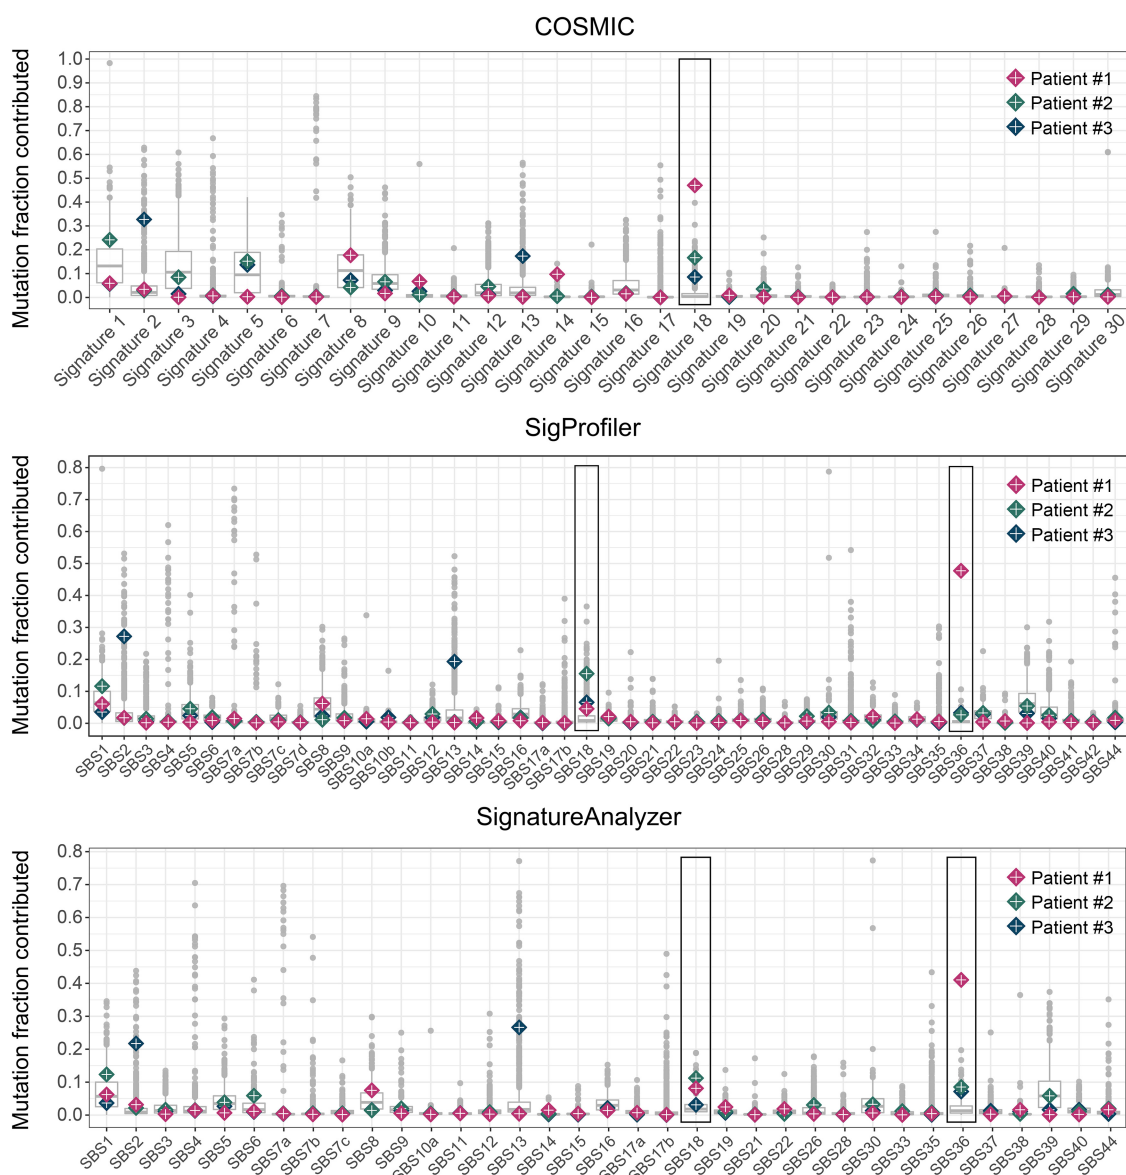 COSMIC
Mutation fraction contributed
1.0
0.9
0.8
0.7
0.6
0.5
0.4
0.3
0.2
0.1
0.0
Patient #1
Patient #2
Patient #3
Signature 1
Signature 2
Signature 3
Signature 4
Signature 5
Signature 6
Signature 7
Signature 8
Signature 9
Signature 10
Signature 11
Signature 12
Signature 13
Signature 14
Signature 15
Signature 16
Signature 17
Signature 18
Signature 19
Signature 20
Signature 21
Signature 22
Signature 23
Signature 24
Signature 25
Signature 26
Signature 27
Signature 28
Signature 29
Signature 30
SigProfiler
Mutation fraction contributed
0.8
0.7
0.6
0.5
0.4
0.3
0.2
0.1
0.0
Patient #1
Patient #2
Patient #3
SBS1
SBS2
SBS3
SBS4
SBS5
SBS6
SBS7a
SBS7b
SBS7c
SBS7d
SBS8
SBS9
SBS10a
SBS10b
SBS11
SBS12
SBS13
SBS14
SBS15
SBS16
SBS17a
SBS17b
SBS18
SBS19
SBS20
SBS21
SBS22
SBS23
SBS24
SBS25
SBS26
SBS28
SBS29
SBS30
SBS31
SBS32
SBS33
SBS34
SBS35
SBS36
SBS37
SBS38
SBS39
SBS40
SBS41
SBS42
SBS44
SignatureAnalyzer
Mutation fraction contributed
0.8
0.7
0.6
0.5
0.4
0.3
0.2
0.1
0.0
Patient #1
Patient #2
Patient #3
SBS1
SBS2
SBS3
SBS4
SBS5
SBS6
SBS7a
SBS7b
SBS7c
SBS8
SBS9
SBS10a
SBS11
SBS12
SBS13
SBS14
SBS15
SBS16
SBS17a
SBS17b
SBS18
SBS19
SBS21
SBS22
SBS26
SBS28
SBS30
SBS33
SBS35
SBS36
SBS37
SBS38
SBS39
SBS40
SBS44